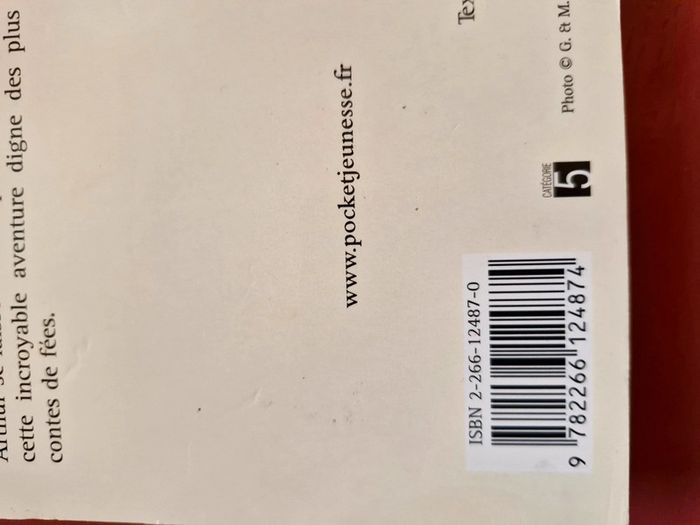 cette incroyable aventure digne des plus
contes de fées.
www.pocketjeunesse.fr
ISBN 2-266-12487-0
9 782266 124874
CATÉGORIE
5
Photo © G. et M.